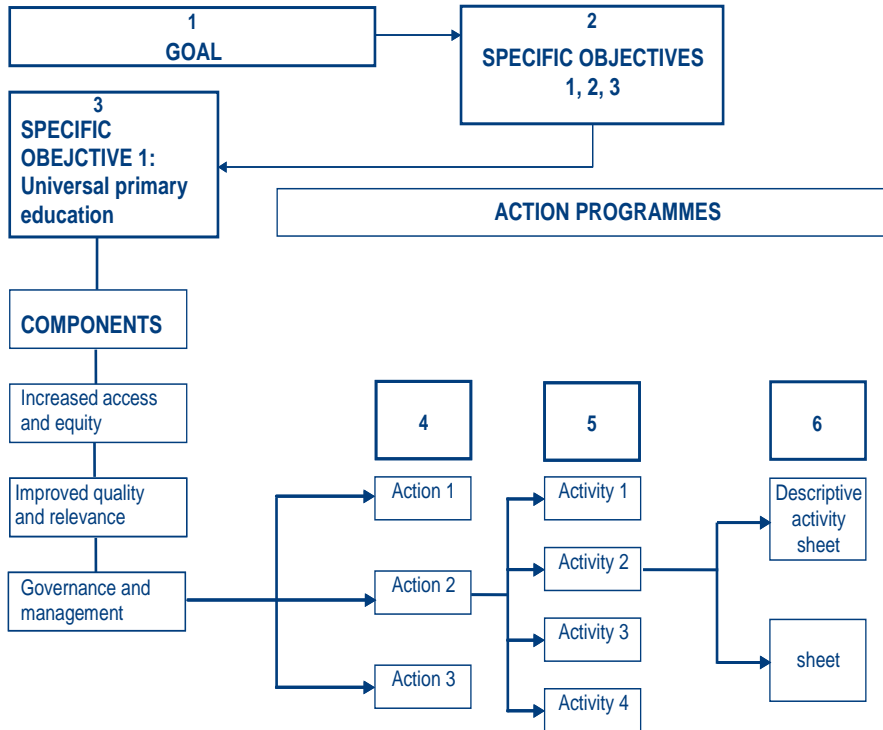 1
GOAL
2
SPECIFIC OBJECTIVES
1, 2, 3
3
SPECIFIC
OBEJCTIVE 1:
Universal primary
education
ACTION PROGRAMMES
COMPONENTS
Increased access
and equity
Improved quality
and relevance
Governance and
management
4
Action 1
Action 2
Action 3
5
Activity 1
Activity 2
Activity 3
Activity 4
6
Descriptive
activity
sheet
sheet